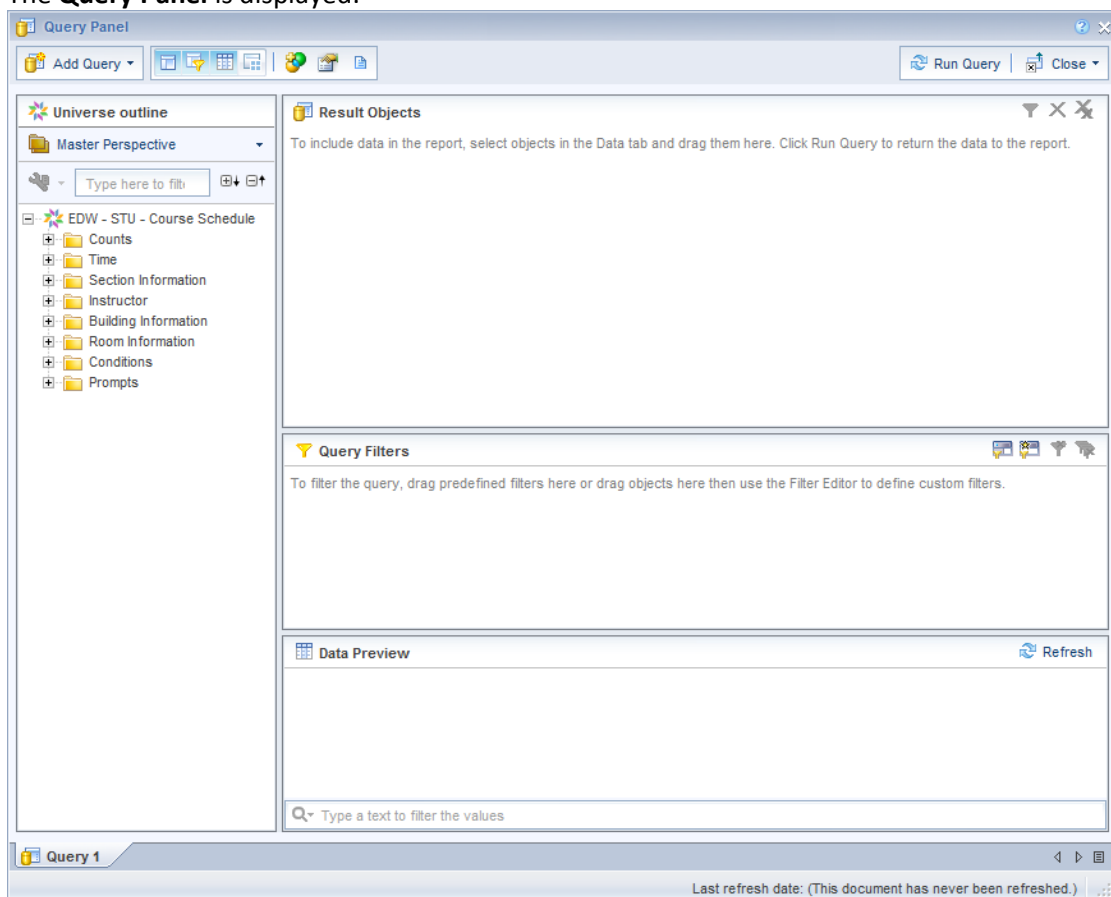 The Query Panel is displayed.
Query Panel
Add Query
Run Query
Close
Universe outline
Master Perspective
Type here to filt
EDW - STU - Course Schedule
Counts
Time
Section Information
Instructor
Building Information
Room Information
Conditions
Prompts
Result Objects
To include data in the report, select objects in the Data tab and drag them here. Click Run Query to return the data to the report.
Query Filters
To filter the query, drag predefined filters here or drag objects here then use the Filter Editor to define custom filters.
Data Preview
Refresh
Type a text to filter the values
Query 1
Last refresh date: (This document has never been refreshed.)